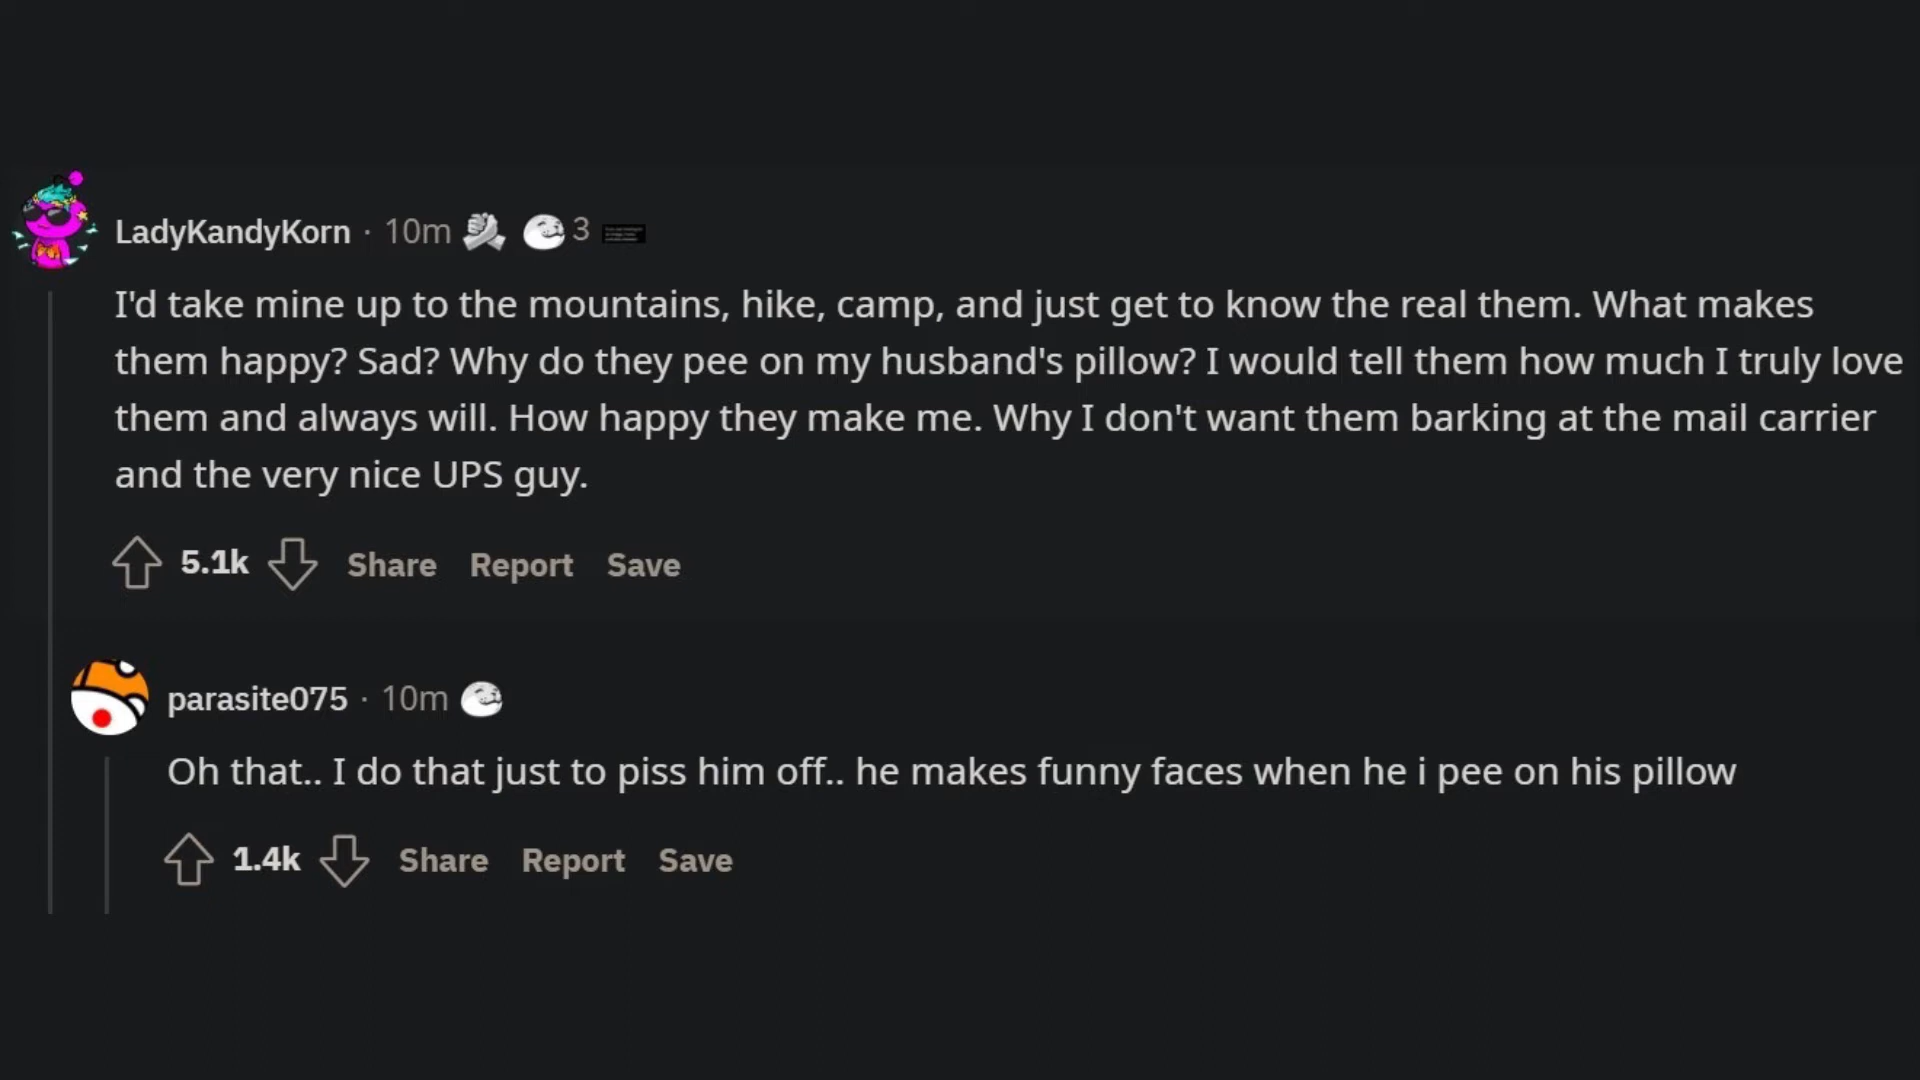 LadyKandyKorn · 10m 3
I'd take mine up to the mountains, hike, camp, and just get to know the real them. What makes
them happy? Sad? Why do they pee on my husband's pillow? I would tell them how much I truly love
them and always will. How happy they make me. Why I don't want them barking at the mail carrier
and the very nice UPS guy.
5.1k Share Report Save
parasite075 · 10m
Oh that.. I do that just to piss him off.. he makes funny faces when he i pee on his pillow
1.4k Share Report Save